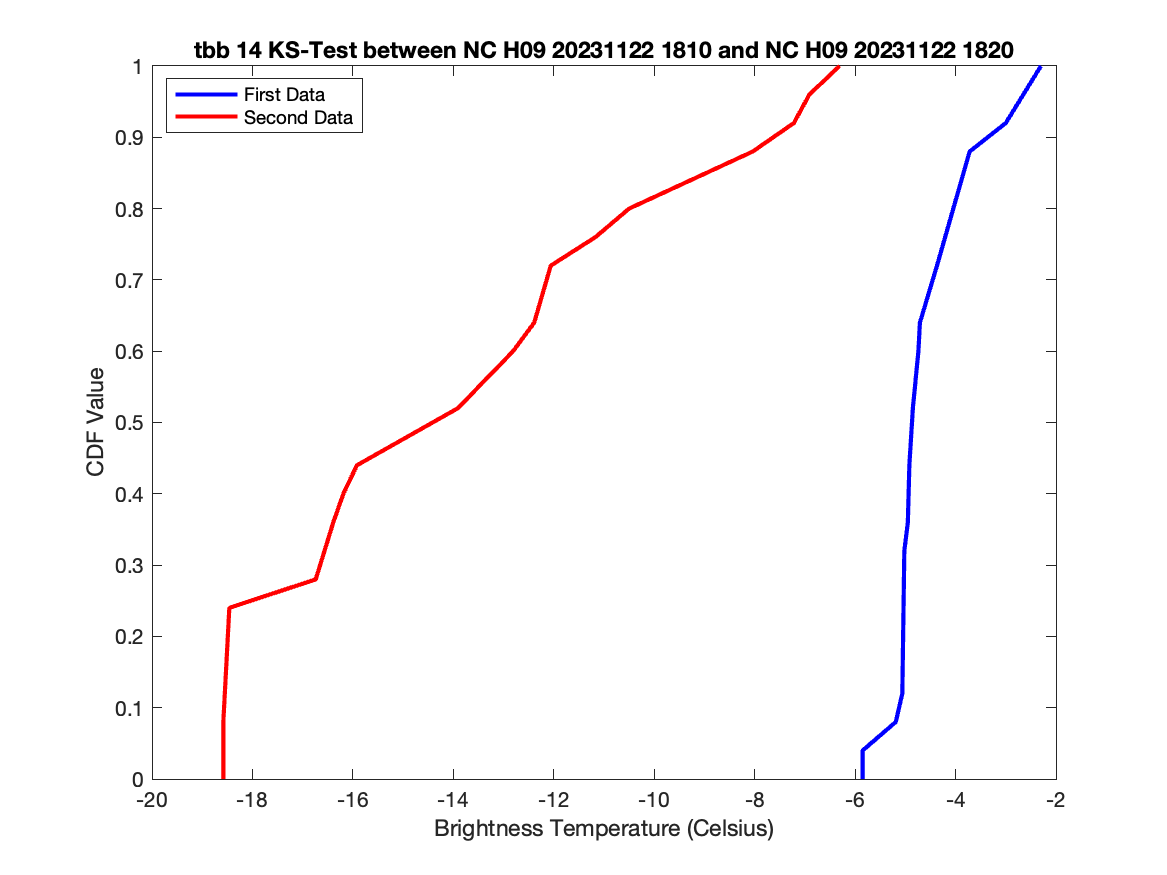 tbb 14 KS-Test between NC H09 20231122 1810 and NC H09 20231122 1820
First Data
Second Data
1
0.9
0.8
0.7
0.6
0.5
0.4
0.3
0.2
0.1
0
CDF Value
-20 -18 -16 -14 -12 -10 -8 -6 -4 -2
Brightness Temperature (Celsius)